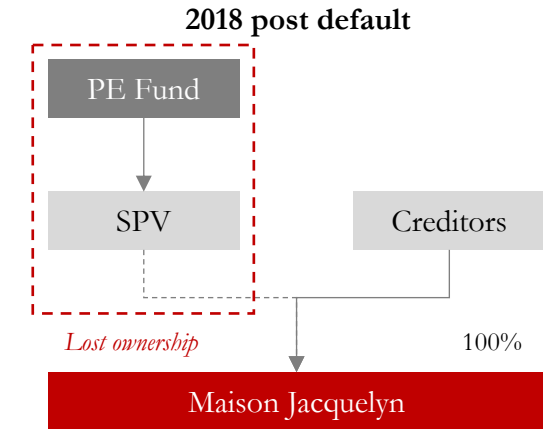 2018 post default
PE Fund
SPV
Creditors
Lost ownership
100%
Maison Jacquelyn